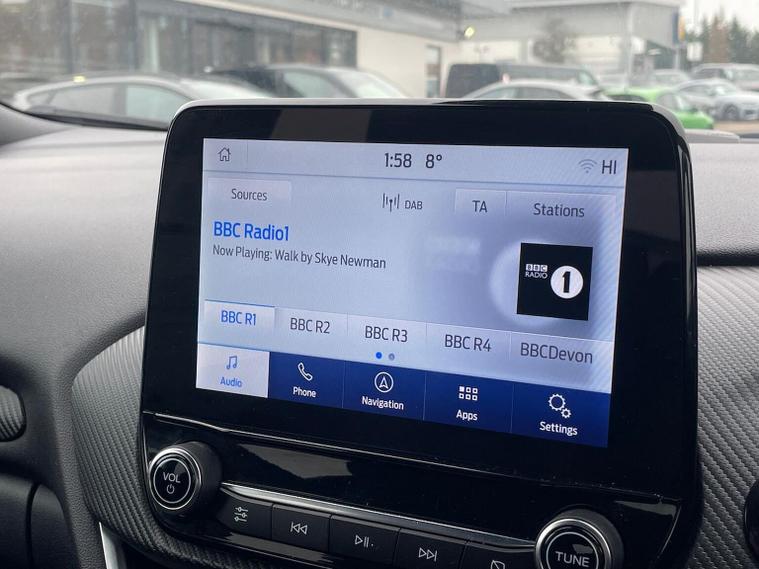 1:58 8° HI
Sources DAB TA Stations
BBC Radio1
Now Playing: Walk by Skye Newman
BBC RADIO 1
BBC R1 BBC R2 BBC R3 BBC R4 BBCDevon
Audio Phone Navigation Apps Settings
VOL
TUNE